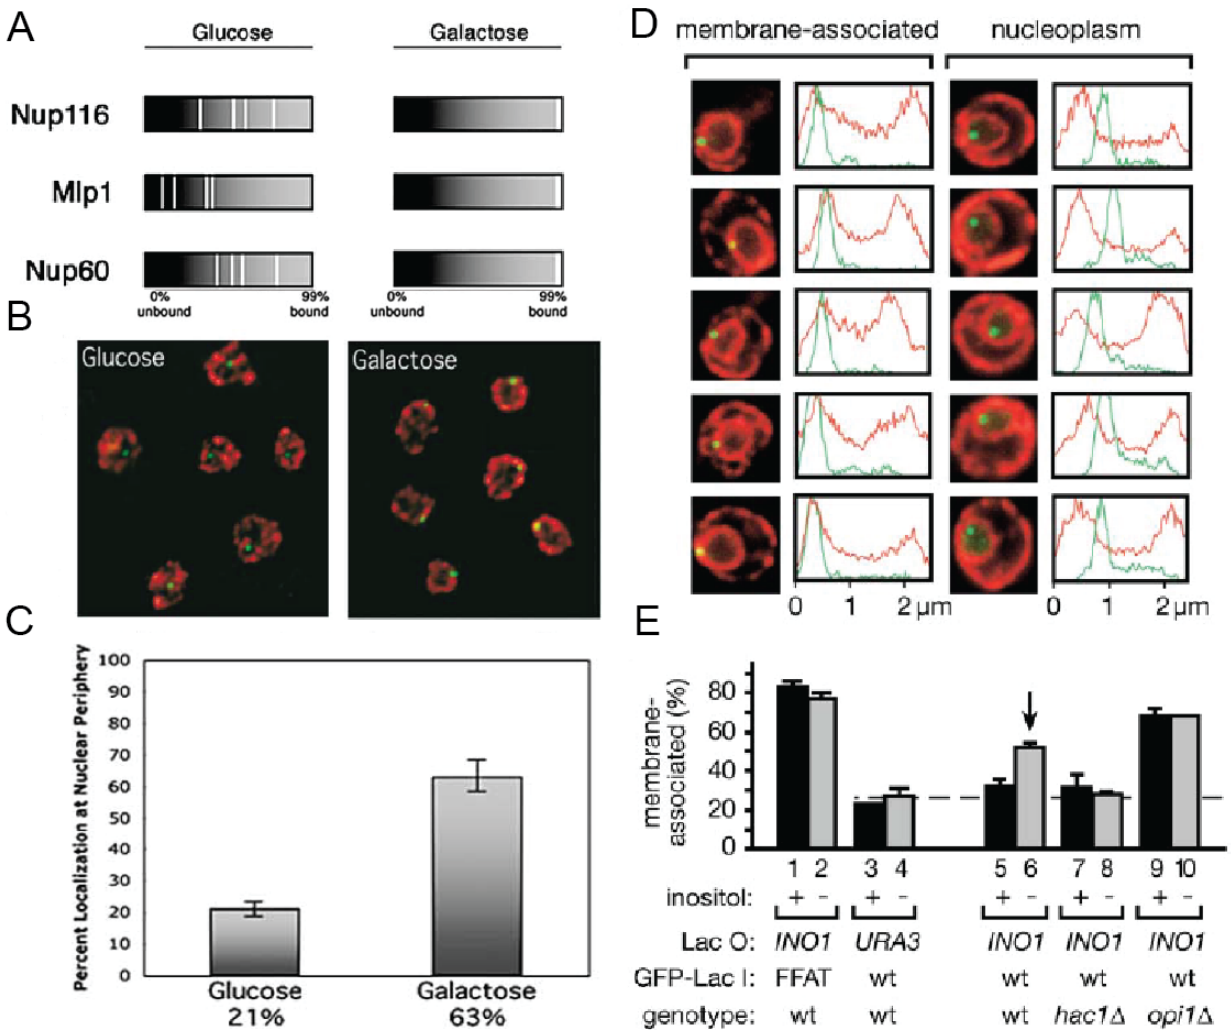 A
Glucose Galactose
Nup116
Mlp1
Nup60
0% 99% 0% 99%
unbound bound unbound bound
B
Glucose
Galactose
C
Percent Localization at Nuclear Periphery
100
90
80
70
60
50
40
30
20
10
0
Glucose Galactose
21% 63%
D
membrane-associated nucleoplasm
0 1 2 µm 0 1 2 µm
E
membrane-
associated (%)
80
60
40
20
0
1 2 3 4 5 6 7 8 9 10
inositol: + - + - + - + - + -
Lac O: INO1 URA3 INO1 INO1 INO1
GFP-Lac I: FFAT wt wt wt wt
genotype: wt wt wt hac1Δ opi1Δ